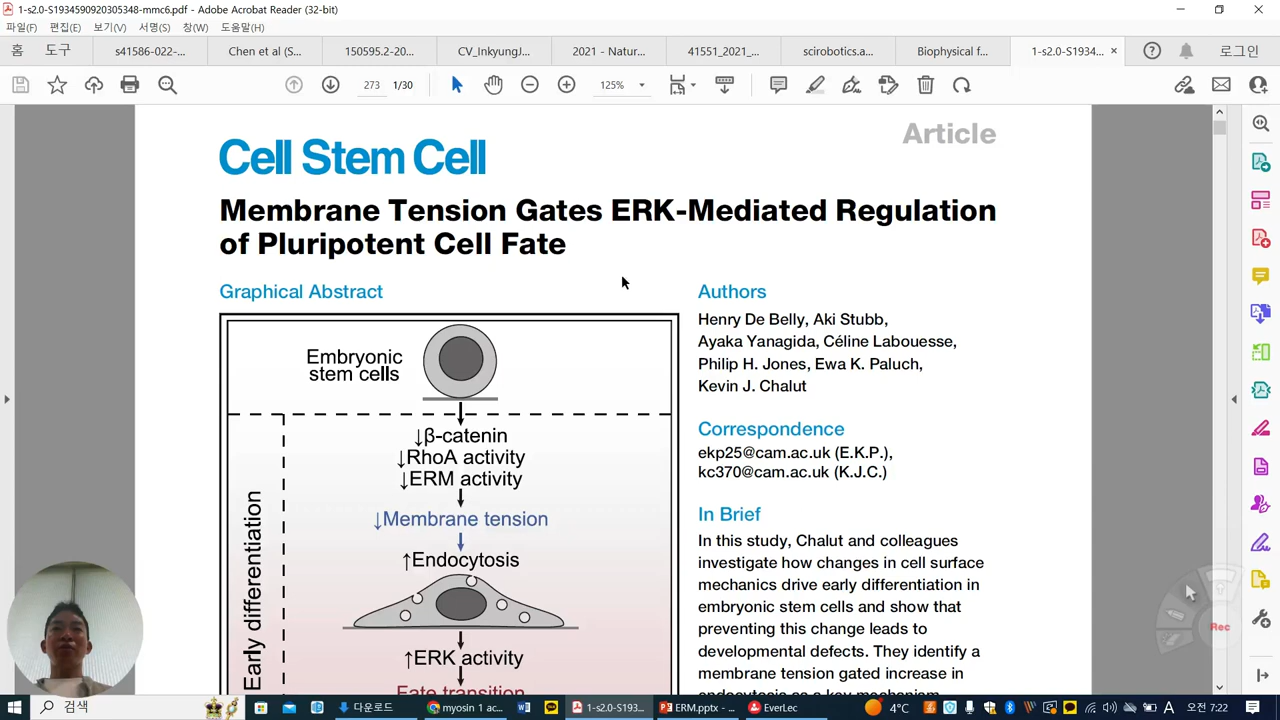 1-s2.0-S1934590920305348-mmc6.pdf - Adobe Acrobat Reader (32-bit)
파일(F) 편집(E) 보기(V) 서명(S) 창(W) 도움말(H)
홈 도구 s41586-022-... Chen et al (S... 150595.2-20... CV_InkyungJ... 2021 - Natur... 41551_2021_... scirobotics.a... Biophysical f... 1-s2.0-S1934... × 로그인
273 1/30 125%
Article
Cell Stem Cell
Membrane Tension Gates ERK-Mediated Regulation
of Pluripotent Cell Fate
Graphical Abstract
Embryonic
stem cells
↓β-catenin
↓RhoA activity
↓ERM activity
↓Membrane tension
↑Endocytosis
↑ERK activity
Fate transition
Early differentiation
Authors
Henry De Belly, Aki Stubb,
Ayaka Yanagida, Céline Labouesse,
Philip H. Jones, Ewa K. Paluch,
Kevin J. Chalut
Correspondence
ekp25@cam.ac.uk (E.K.P.),
kc370@cam.ac.uk (K.J.C.)
In Brief
In this study, Chalut and colleagues
investigate how changes in cell surface
mechanics drive early differentiation in
embryonic stem cells and show that
preventing this change leads to
developmental defects. They identify a
membrane tension gated increase in
endocytosis as a key mechanism
Rec
검색 다운로드 myosin 1 ac... 1-s2.0-S193... ERM.pptx - ... EverLec 4°C A 오전 7:22